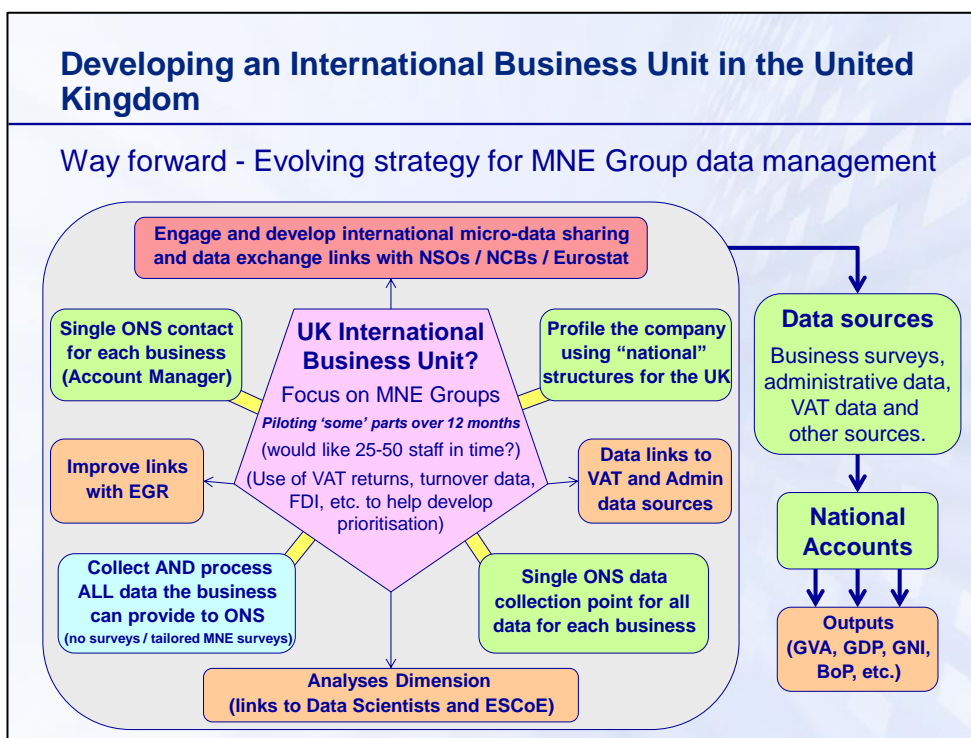 Developing an International Business Unit in the United
Kingdom
Way forward - Evolving strategy for MNE Group data management
Engage and develop international micro-data sharing
and data exchange links with NSOs / NCBs / Eurostat
Single ONS contact
for each business
(Account Manager)
UK International
Business Unit?
Focus on MNE Groups
Piloting ‘some’ parts over 12 months
(would like 25-50 staff in time?)
(Use of VAT returns, turnover data,
FDI, etc. to help develop
prioritisation)
Profile the company
using “national”
structures for the UK
Improve links
with EGR
Data links to
VAT and Admin
data sources
Collect AND process
ALL data the business
can provide to ONS
(no surveys / tailored MNE surveys)
Single ONS data
collection point for all
data for each business
Analyses Dimension
(links to Data Scientists and ESCoE)
Data sources
Business surveys,
administrative data,
VAT data and
other sources.
National
Accounts
Outputs
(GVA, GDP, GNI,
BoP, etc.)